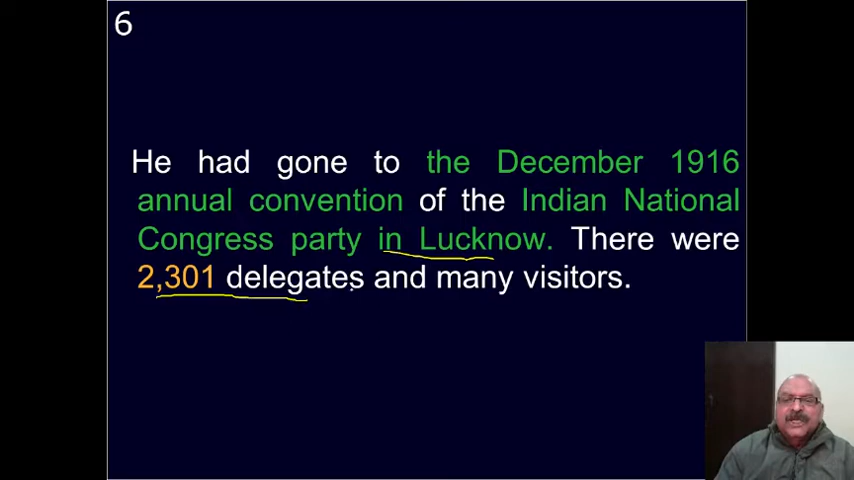 6
He had gone to the December 1916
annual convention of the Indian National
Congress party in Lucknow. There were
2,301 delegates and many visitors.